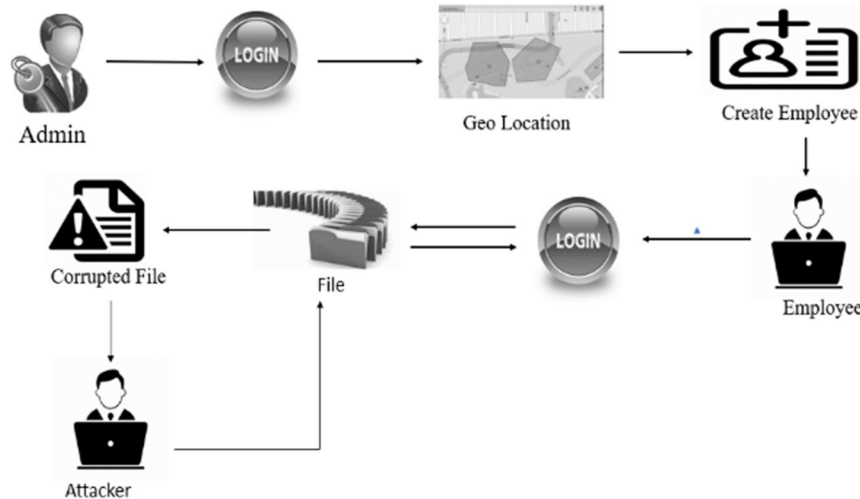 LOGIN
Admin
Geo Location
Create Employee
Corrupted File
File
LOGIN
Employee
Attacker